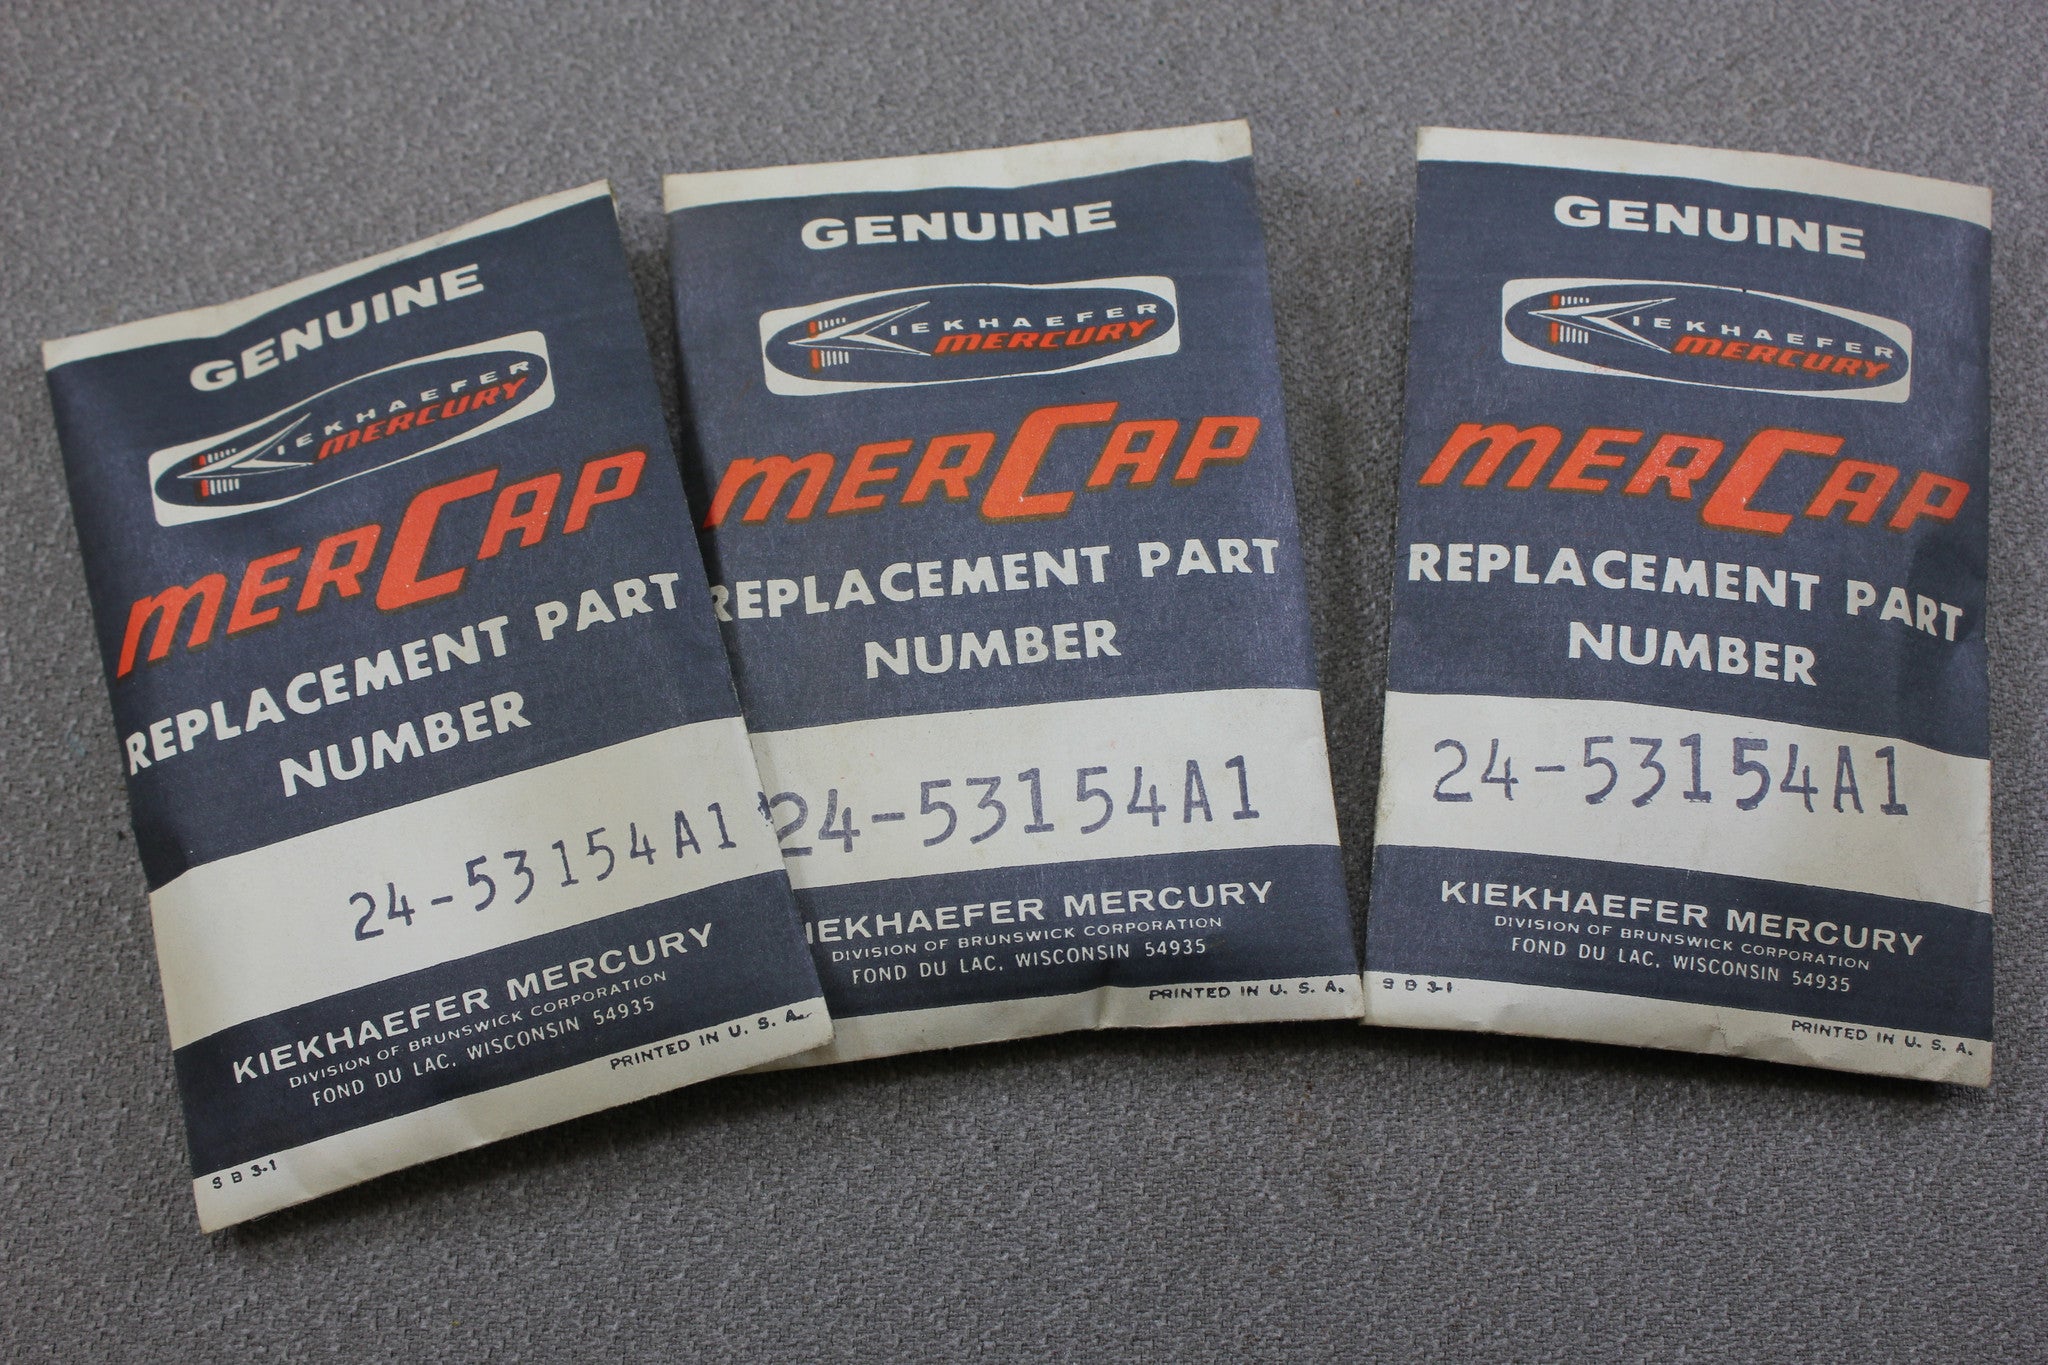 GENUINE
KIEKHAEFER
MERCURY
MERCAP
REPLACEMENT PART
NUMBER
24-53154A1
KIEKHAEFER MERCURY
DIVISION OF BRUNSWICK CORPORATION
FOND DU LAC, WISCONSIN 54935
PRINTED IN U. S. A.
S B 3-1
GENUINE
KIEKHAEFER
MERCURY
MERCAP
REPLACEMENT PART
NUMBER
24-53154A1
KIEKHAEFER MERCURY
DIVISION OF BRUNSWICK CORPORATION
FOND DU LAC, WISCONSIN 54935
PRINTED IN U. S. A.
GENUINE
KIEKHAEFER
MERCURY
MERCAP
REPLACEMENT PART
NUMBER
24-53154A1
KIEKHAEFER MERCURY
DIVISION OF BRUNSWICK CORPORATION
FOND DU LAC, WISCONSIN 54935
S B 3-1
PRINTED IN U. S. A.